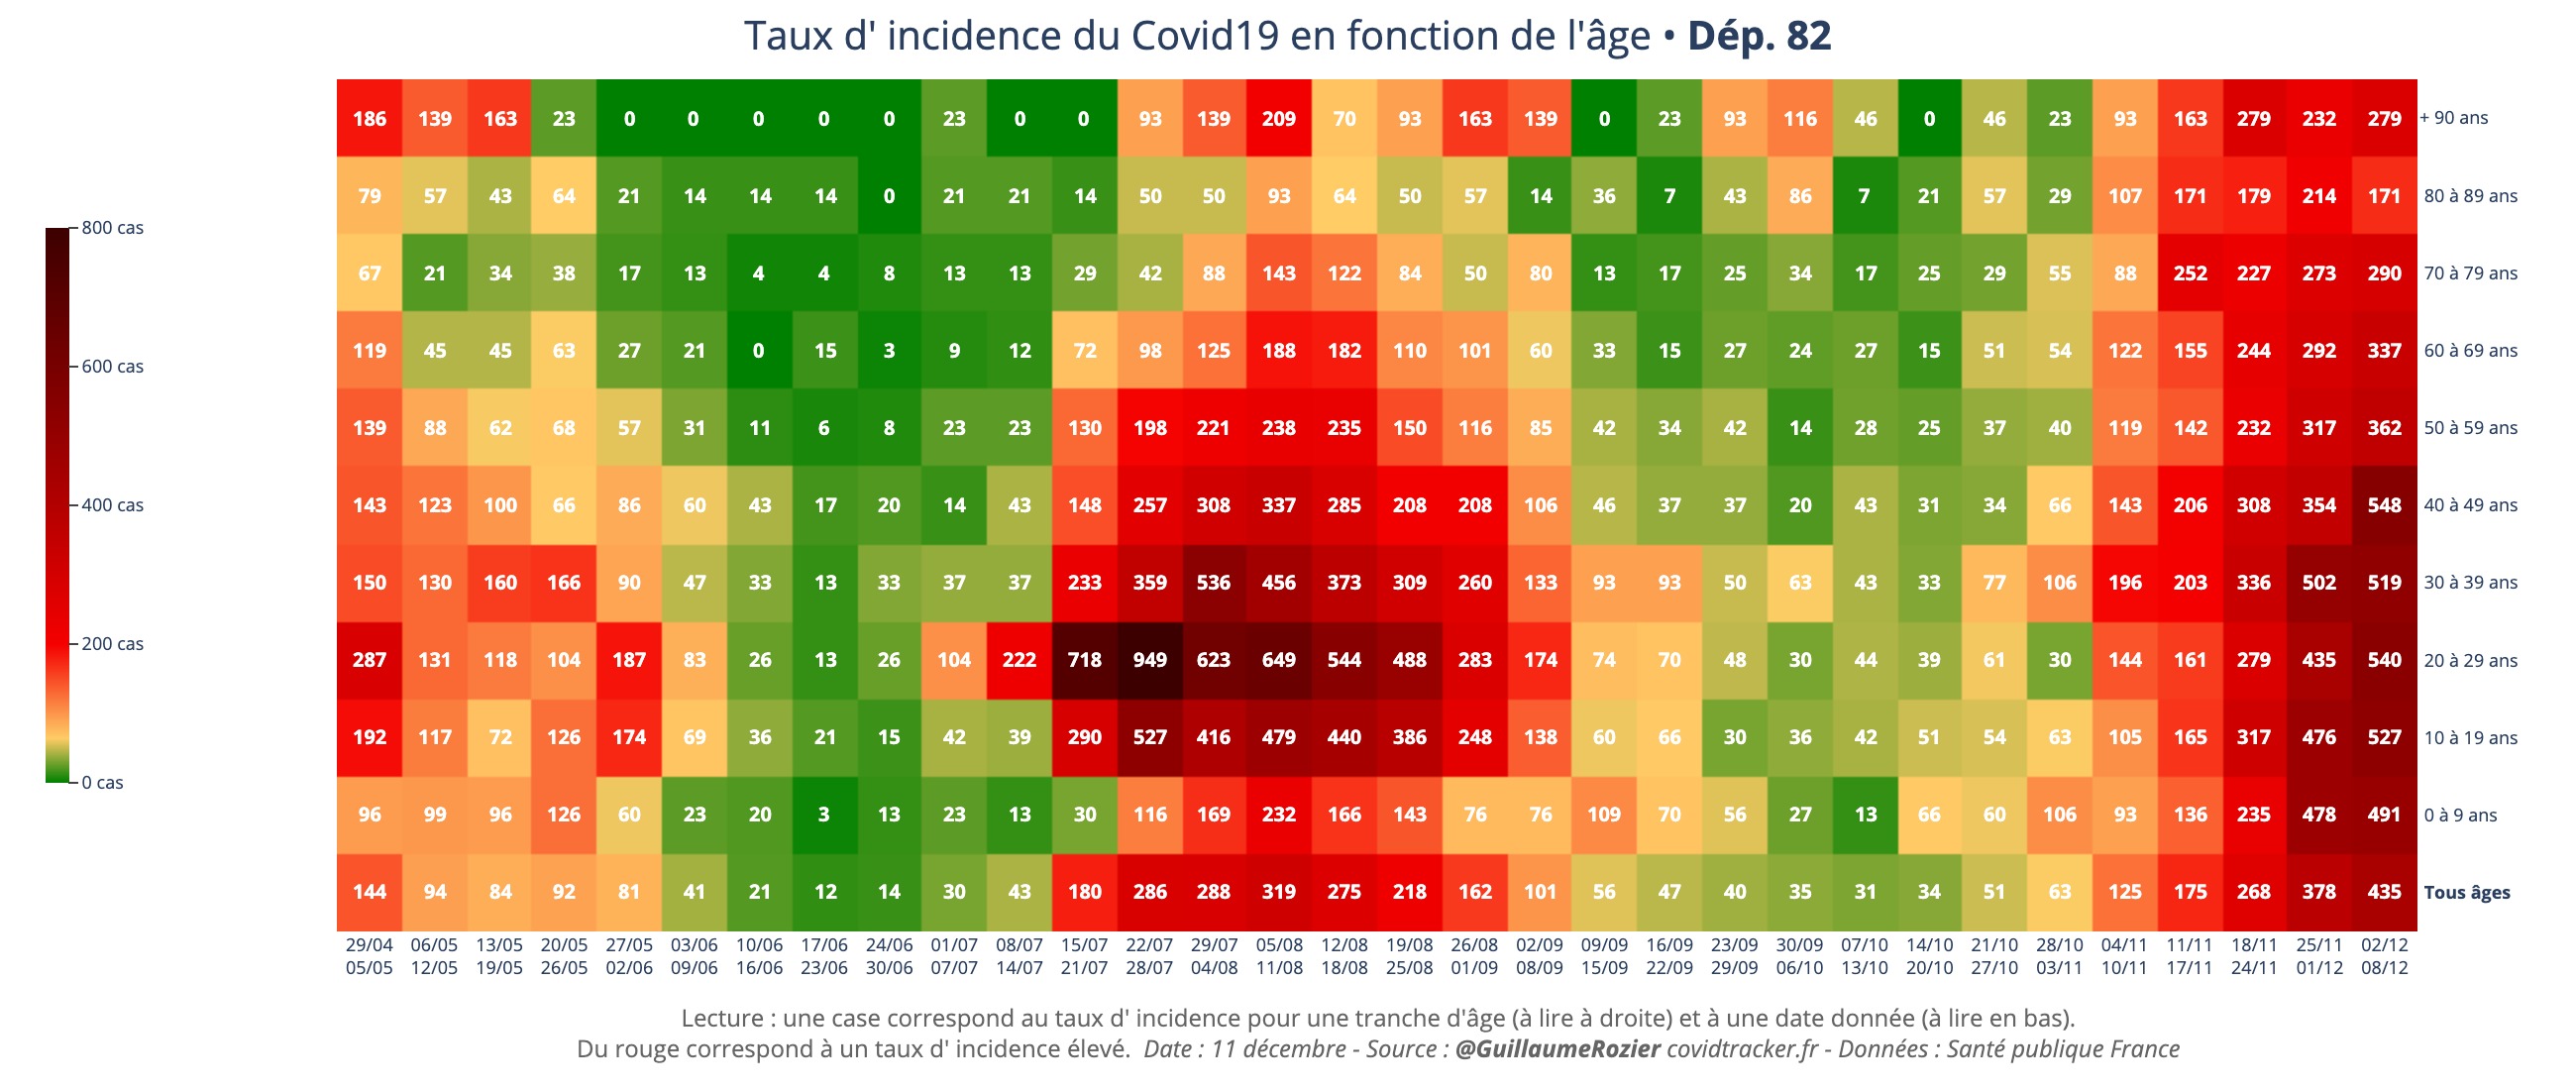 Taux d' incidence du Covid19 en fonction de l'âge • Dép. 82
186 139 163 23 0 0 0 0 0 23 0 0 93 139 209 70 93 163 139 0 23 93 116 46 0 46 23 93 163 279 232 279 + 90 ans
79 57 43 64 21 14 14 14 0 21 21 14 50 50 93 64 50 57 14 36 7 43 86 7 21 57 29 107 171 179 214 171 80 à 89 ans
800 cas
67 21 34 38 17 13 4 4 8 13 13 29 42 88 143 122 84 50 80 13 17 25 34 17 25 29 55 88 252 227 273 290 70 à 79 ans
119 45 45 63 27 21 0 15 3 9 12 72 98 125 188 182 110 101 60 33 15 27 24 27 15 51 54 122 155 244 292 337 60 à 69 ans
600 cas
139 88 62 68 57 31 11 6 8 23 23 130 198 221 238 235 150 116 85 42 34 42 14 28 25 37 40 119 142 232 317 362 50 à 59 ans
400 cas
143 123 100 66 86 60 43 17 20 14 43 148 257 308 337 285 208 208 106 46 37 37 20 43 31 34 66 143 206 308 354 548 40 à 49 ans
150 130 160 166 90 47 33 13 33 37 37 233 359 536 456 373 309 260 133 93 93 50 63 43 33 77 106 196 203 336 502 519 30 à 39 ans
200 cas
287 131 118 104 187 83 26 13 26 104 222 718 949 623 649 544 488 283 174 74 70 48 30 44 39 61 30 144 161 279 435 540 20 à 29 ans
192 117 72 126 174 69 36 21 15 42 39 290 527 416 479 440 386 248 138 60 66 30 36 42 51 54 63 105 165 317 476 527 10 à 19 ans
0 cas
96 99 96 126 60 23 20 3 13 23 13 30 116 169 232 166 143 76 76 109 70 56 27 13 66 60 106 93 136 235 478 491 0 à 9 ans
144 94 84 92 81 41 21 12 14 30 43 180 286 288 319 275 218 162 101 56 47 40 35 31 34 51 63 125 175 268 378 435 Tous âges
29/04 06/05 13/05 20/05 27/05 03/06 10/06 17/06 24/06 01/07 08/07 15/07 22/07 29/07 05/08 12/08 19/08 26/08 02/09 09/09 16/09 23/09 30/09 07/10 14/10 21/10 28/10 04/11 11/11 18/11 25/11 02/12
05/05 12/05 19/05 26/05 02/06 09/06 16/06 23/06 30/06 07/07 14/07 21/07 28/07 04/08 11/08 18/08 25/08 01/09 08/09 15/09 22/09 29/09 06/10 13/10 20/10 27/10 03/11 10/11 17/11 24/11 01/12 08/12
Lecture : une case correspond au taux d' incidence pour une tranche d'âge (à lire à droite) et à une date donnée (à lire en bas).
Du rouge correspond à un taux d' incidence élevé. Date : 11 décembre - Source : @GuillaumeRozier covidtracker.fr - Données : Santé publique France